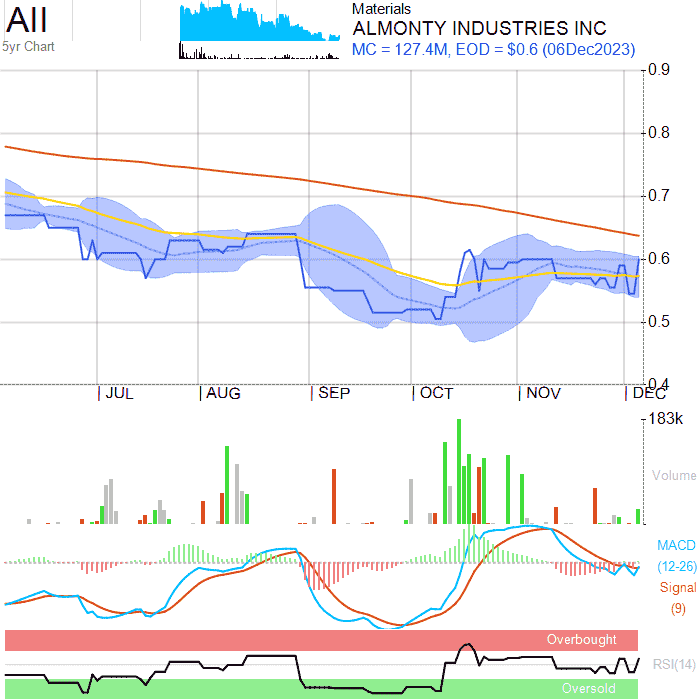 AII
5yr Chart
Materials
ALMONTY INDUSTRIES INC
MC = 127.4M, EOD = $0.6 (06Dec2023)
0.9
0.8
0.7
0.6
0.5
0.4
JUL AUG SEP OCT NOV DEC
183k
Volume
MACD
(12-26)
Signal
(9)
Overbought
RSI(14)
Oversold